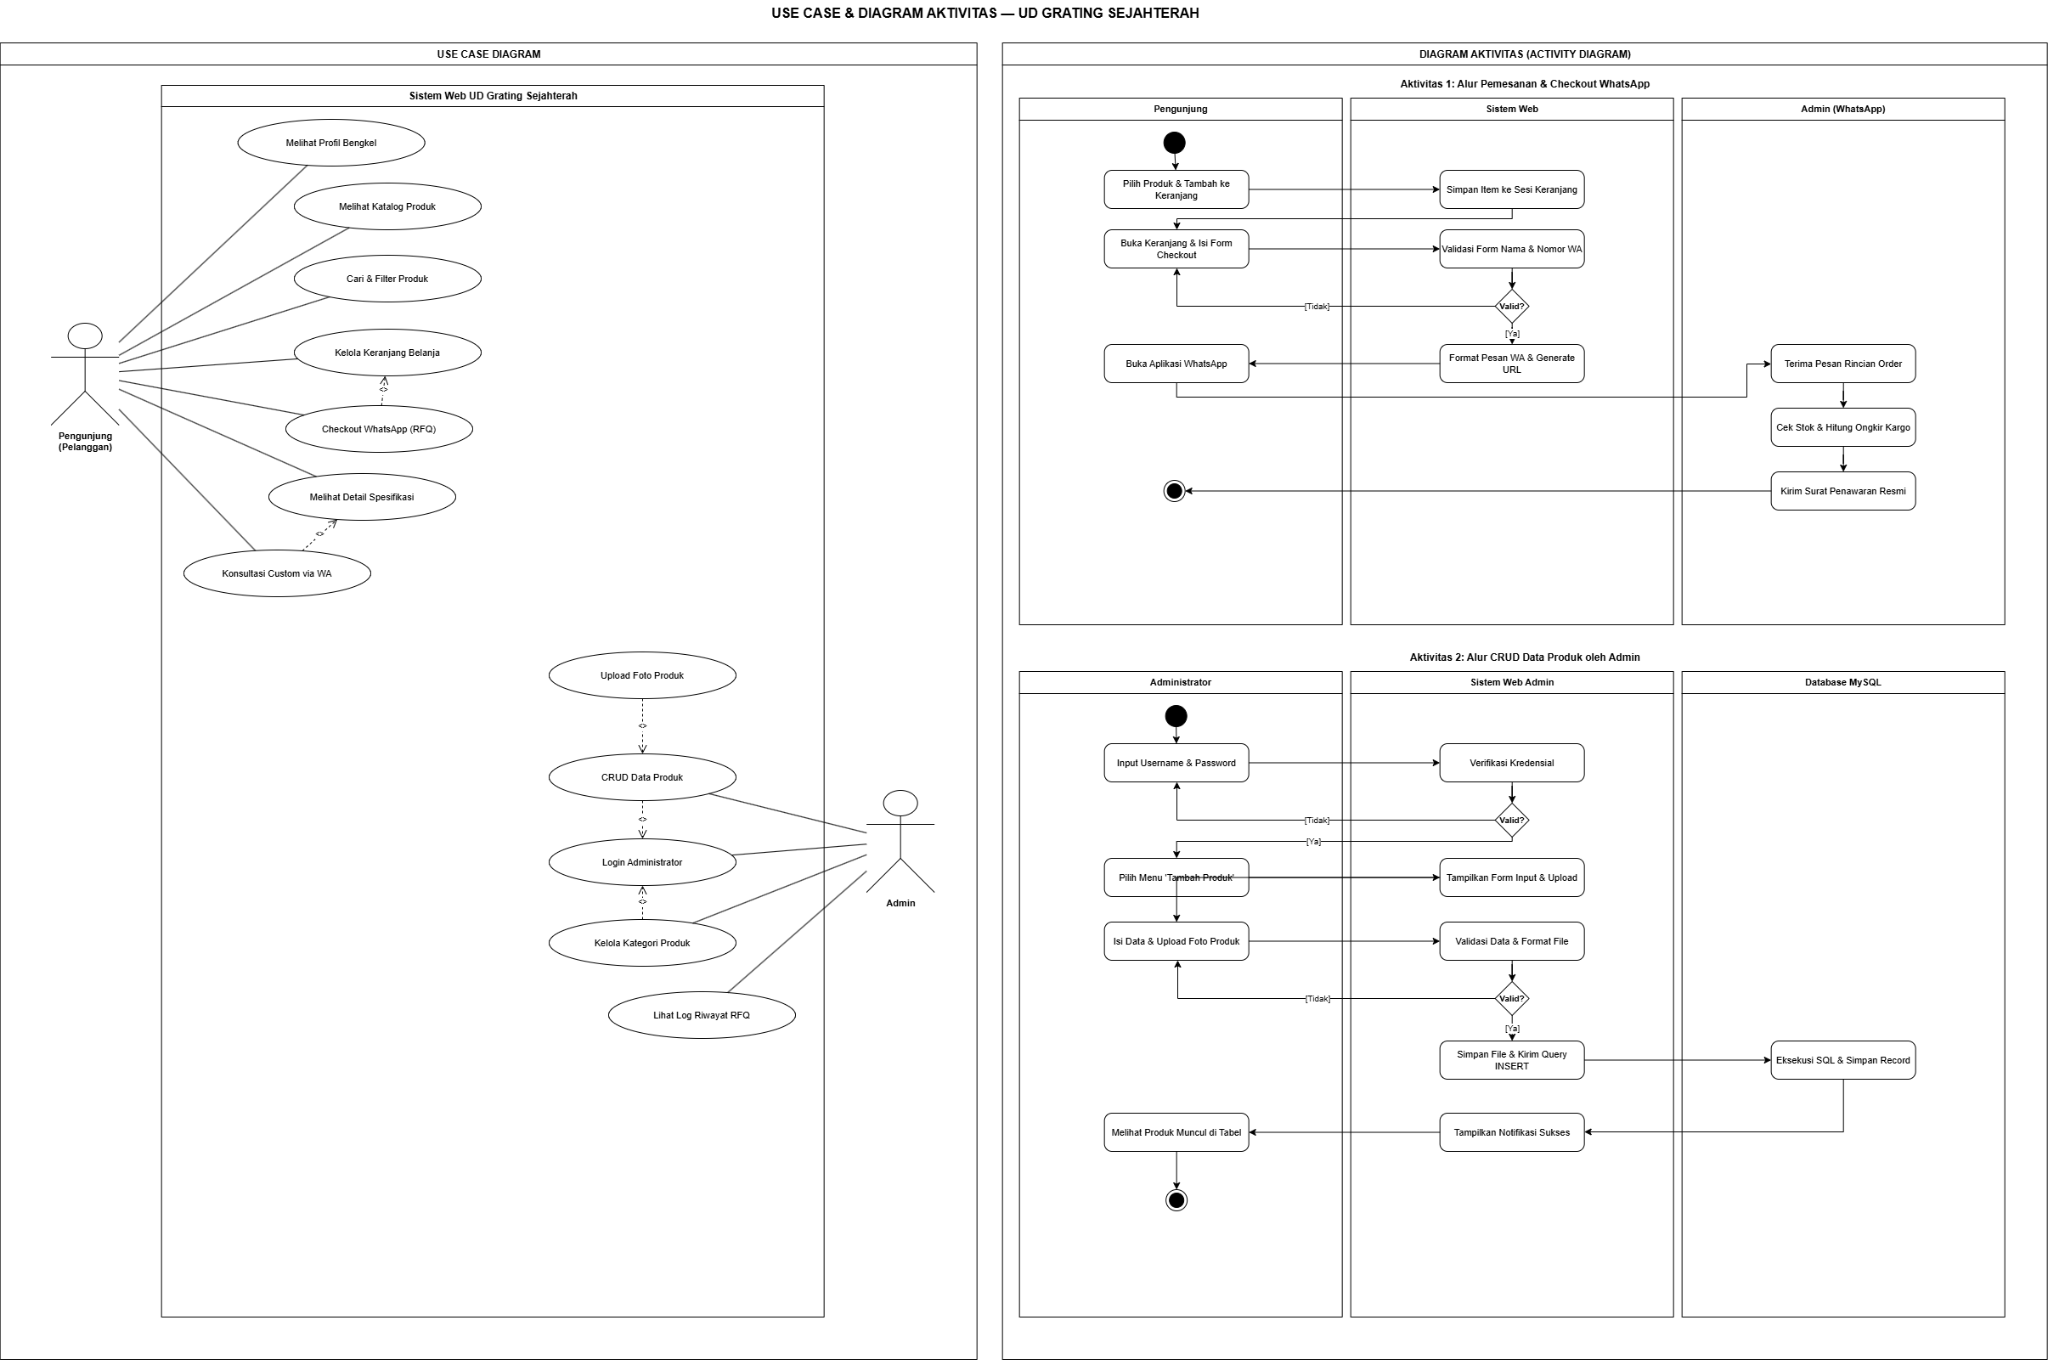 USE CASE & DIAGRAM AKTIVITAS — UD GRATING SEJAHTERAH
USE CASE DIAGRAM
Sistem Web UD Grating Sejahterah
Melihat Profil Bengkel
Melihat Katalog Produk
Cari & Filter Produk
Kelola Keranjang Belanja
<>
Checkout WhatsApp (RFQ)
Pengunjung
(Pelanggan)
Melihat Detail Spesifikasi
<>
Konsultasi Custom via WA
Upload Foto Produk
<>
CRUD Data Produk
<>
Login Administrator
<>
Kelola Kategori Produk
Lihat Log Riwayat RFQ
Admin
DIAGRAM AKTIVITAS (ACTIVITY DIAGRAM)
Aktivitas 1: Alur Pemesanan & Checkout WhatsApp
Pengunjung
Sistem Web
Admin (WhatsApp)
Pilih Produk & Tambah ke
Keranjang
Simpan Item ke Sesi Keranjang
Buka Keranjang & Isi Form
Checkout
Validasi Form Nama & Nomor WA
[Tidak]
Valid?
[Ya]
Buka Aplikasi WhatsApp
Format Pesan WA & Generate
URL
Terima Pesan Rincian Order
Cek Stok & Hitung Ongkir Kargo
Kirim Surat Penawaran Resmi
Aktivitas 2: Alur CRUD Data Produk oleh Admin
Administrator
Sistem Web Admin
Database MySQL
Input Username & Password
Verifikasi Kredensial
[Tidak]
Valid?
[Ya]
Pilih Menu 'Tambah Produk'
Tampilkan Form Input & Upload
Isi Data & Upload Foto Produk
Validasi Data & Format File
[Tidak]
Valid?
[Ya]
Simpan File & Kirim Query
INSERT
Eksekusi SQL & Simpan Record
Melihat Produk Muncul di Tabel
Tampilkan Notifikasi Sukses